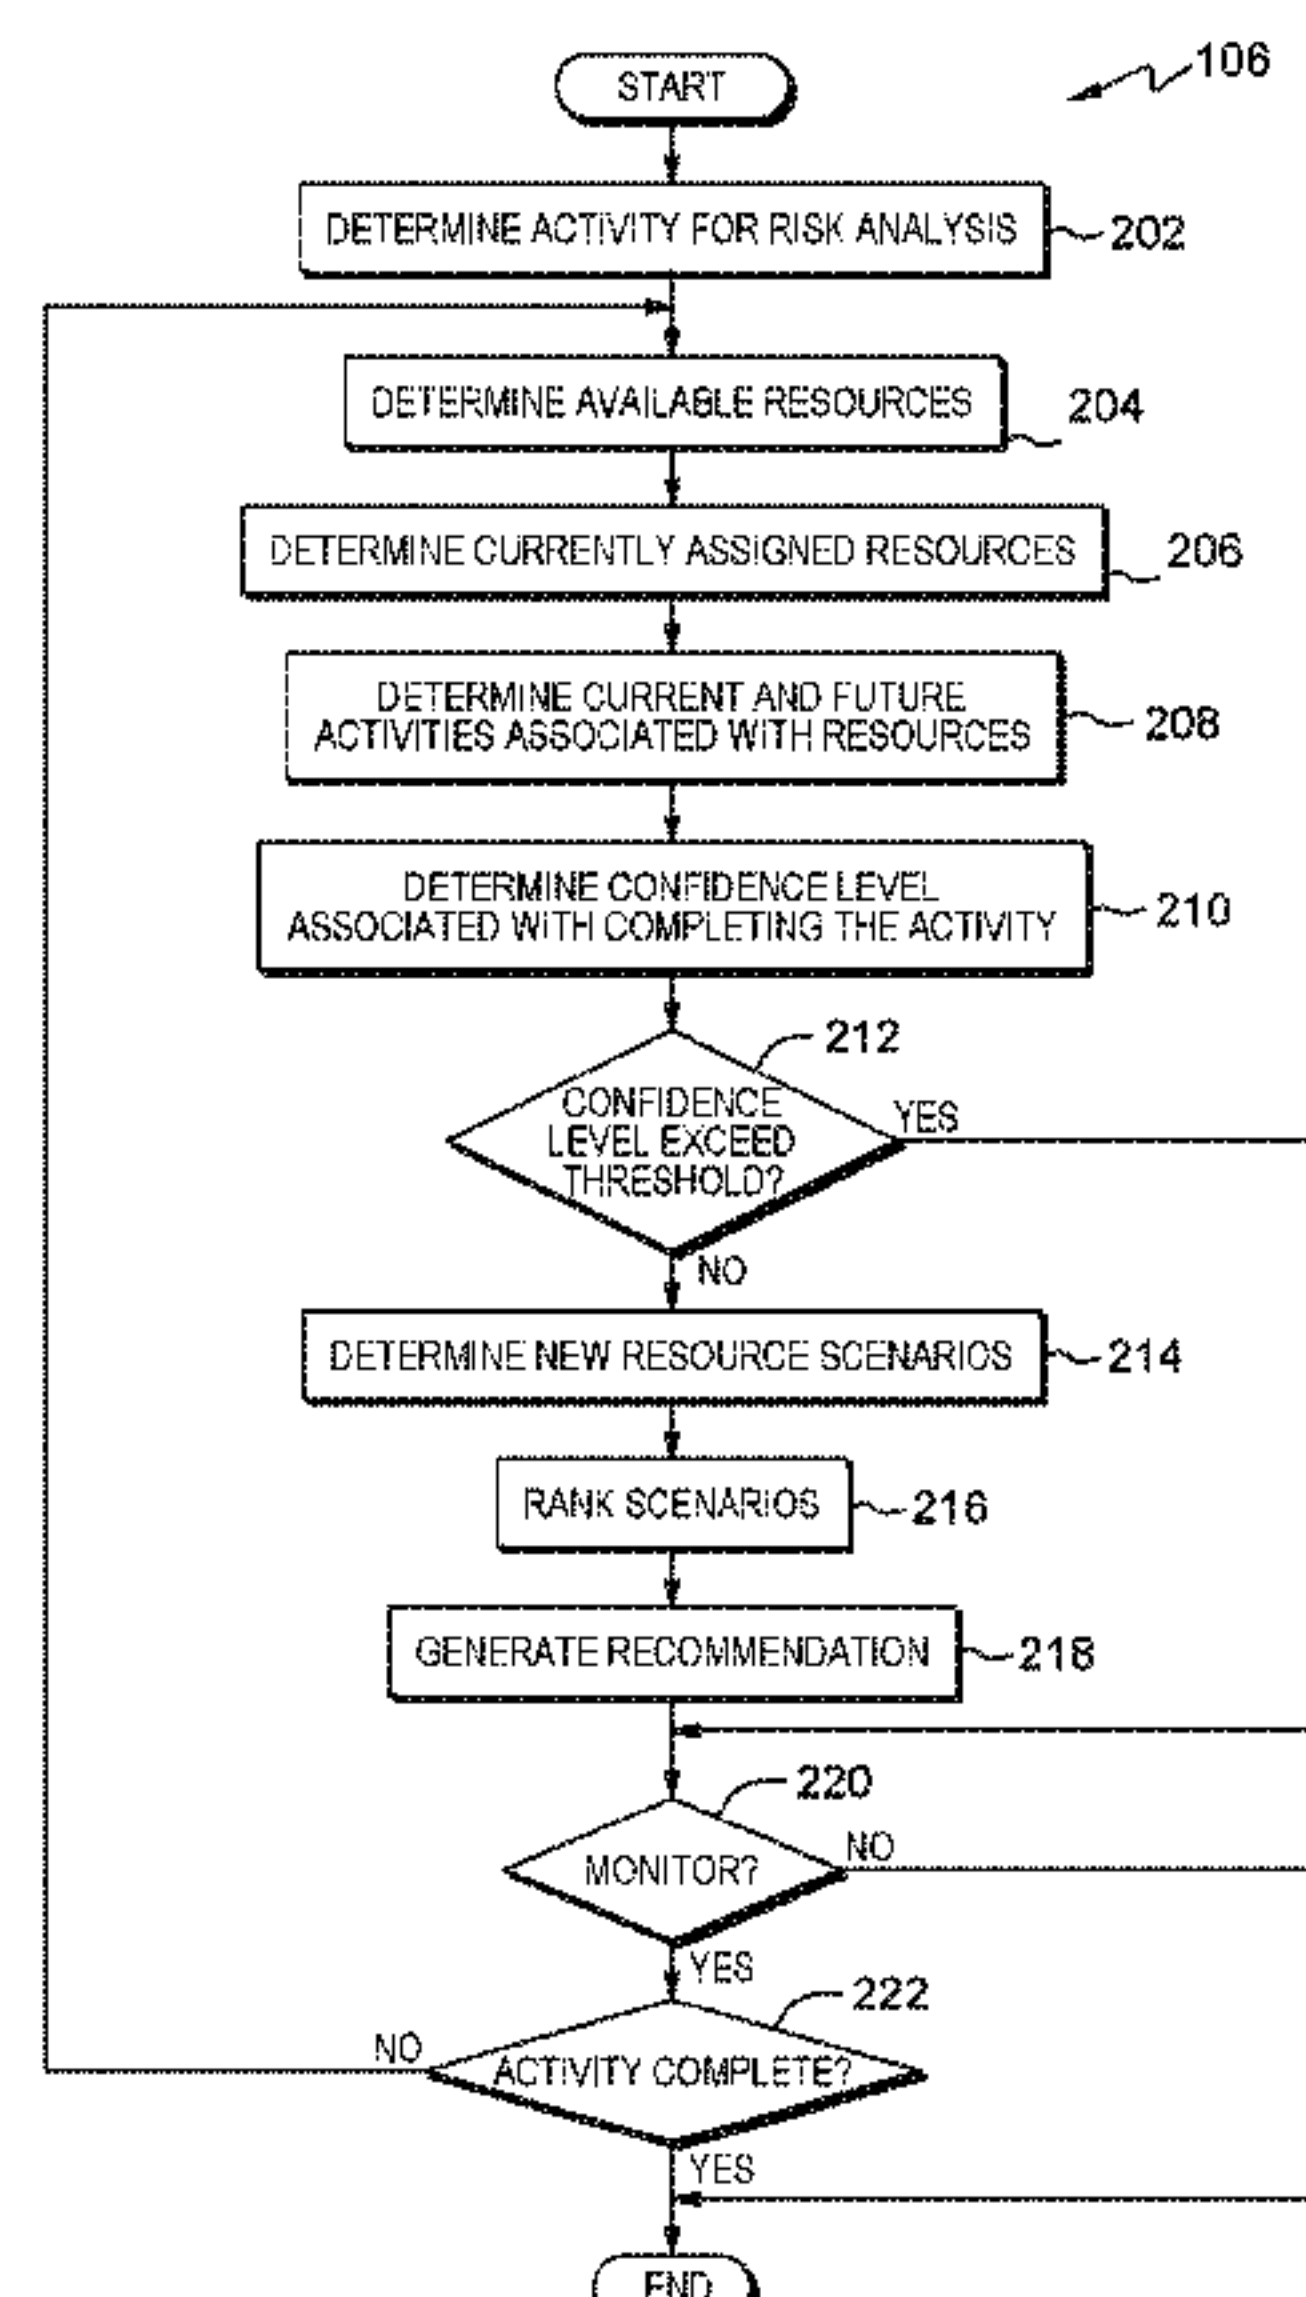 START
106
DETERMINE ACTIVITY FOR RISK ANALYSIS
202
DETERMINE AVAILABLE RESOURCES
204
DETERMINE CURRENTLY ASSIGNED RESOURCES
206
DETERMINE CURRENT AND FUTURE
ACTIVITIES ASSOCIATED WITH RESOURCES
208
DETERMINE CONFIDENCE LEVEL
ASSOCIATED WITH COMPLETING THE ACTIVITY
210
212
CONFIDENCE
LEVEL EXCEED
THRESHOLD?
YES
NO
DETERMINE NEW RESOURCE SCENARIOS
214
RANK SCENARIOS
216
GENERATE RECOMMENDATION
218
220
MONITOR?
NO
YES
222
NO
ACTIVITY COMPLETE?
YES
END